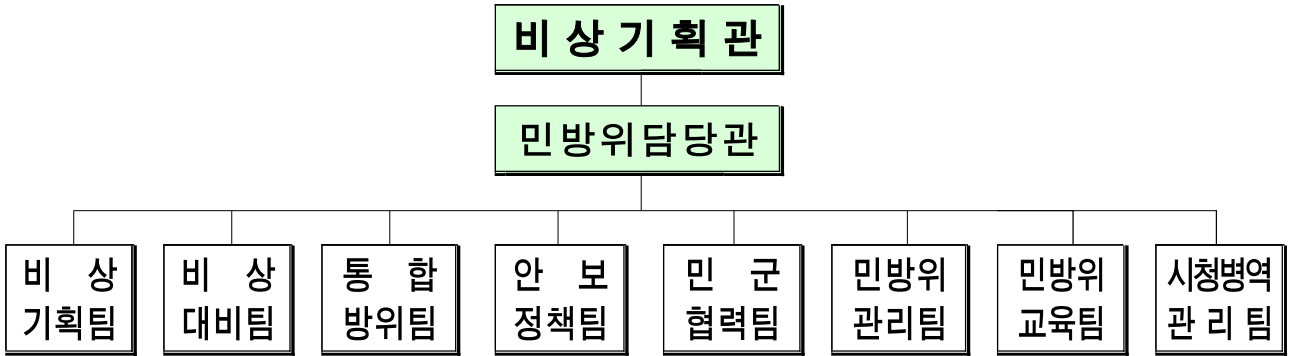 비상기획관
민방위담당관
비 상
기획팀
비 상
대비팀
통 합
방위팀
안 보
정책팀
민 군
협력팀
민방위
관리팀
민방위
교육팀
시청병역
관 리 팀